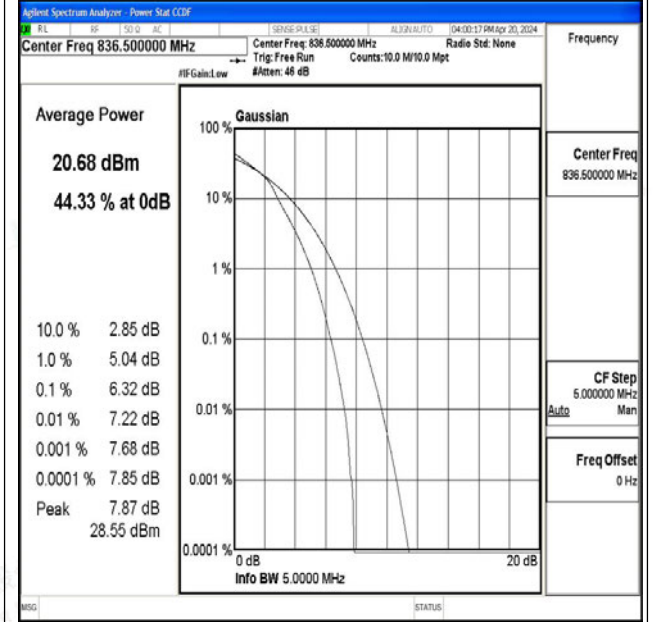 Agilent Spectrum Analyzer - Power Stat CCDF
RL RF 50 Ω AC SENSE:PULSE ALIGN AUTO 04:00:17 PM Apr 20, 2024
Center Freq 836.500000 MHz
Center Freq: 836.500000 MHz Radio Std: None
Trig: Free Run Counts:10.0 M/10.0 Mpt
#IFGain:Low #Atten: 46 dB
Frequency
Average Power
20.68 dBm
44.33 % at 0dB
10.0 % 2.85 dB
1.0 % 5.04 dB
0.1 % 6.32 dB
0.01 % 7.22 dB
0.001 % 7.68 dB
0.0001 % 7.85 dB
Peak 7.87 dB
28.55 dBm
Gaussian
100 %
10 %
1 %
0.1 %
0.01 %
0.001 %
0.0001 %
0 dB 20 dB
Info BW 5.0000 MHz
Center Freq
836.500000 MHz
CF Step
5.000000 MHz
Auto Man
Freq Offset
0 Hz
MSG STATUS